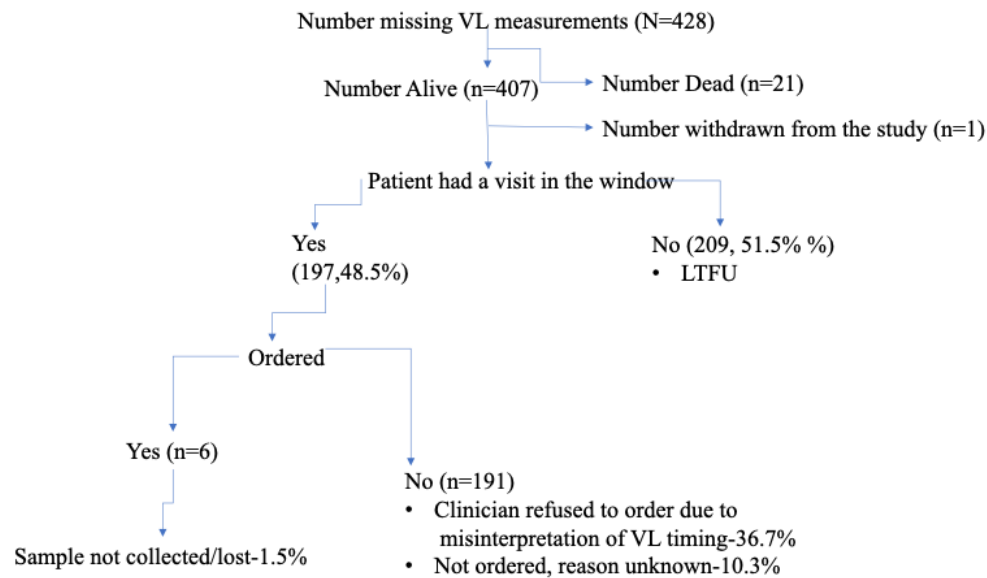 Number missing VL measurements (N=428)
Number Alive (n=407)
Number Dead (n=21)
Number withdrawn from the study (n=1)
Patient had a visit in the window
Yes
(197,48.5%)
No (209, 51.5% %)
• LTFU
Ordered
Yes (n=6)
Sample not collected/lost-1.5%
No (n=191)
• Clinician refused to order due to
misinterpretation of VL timing-36.7%
• Not ordered, reason unknown-10.3%